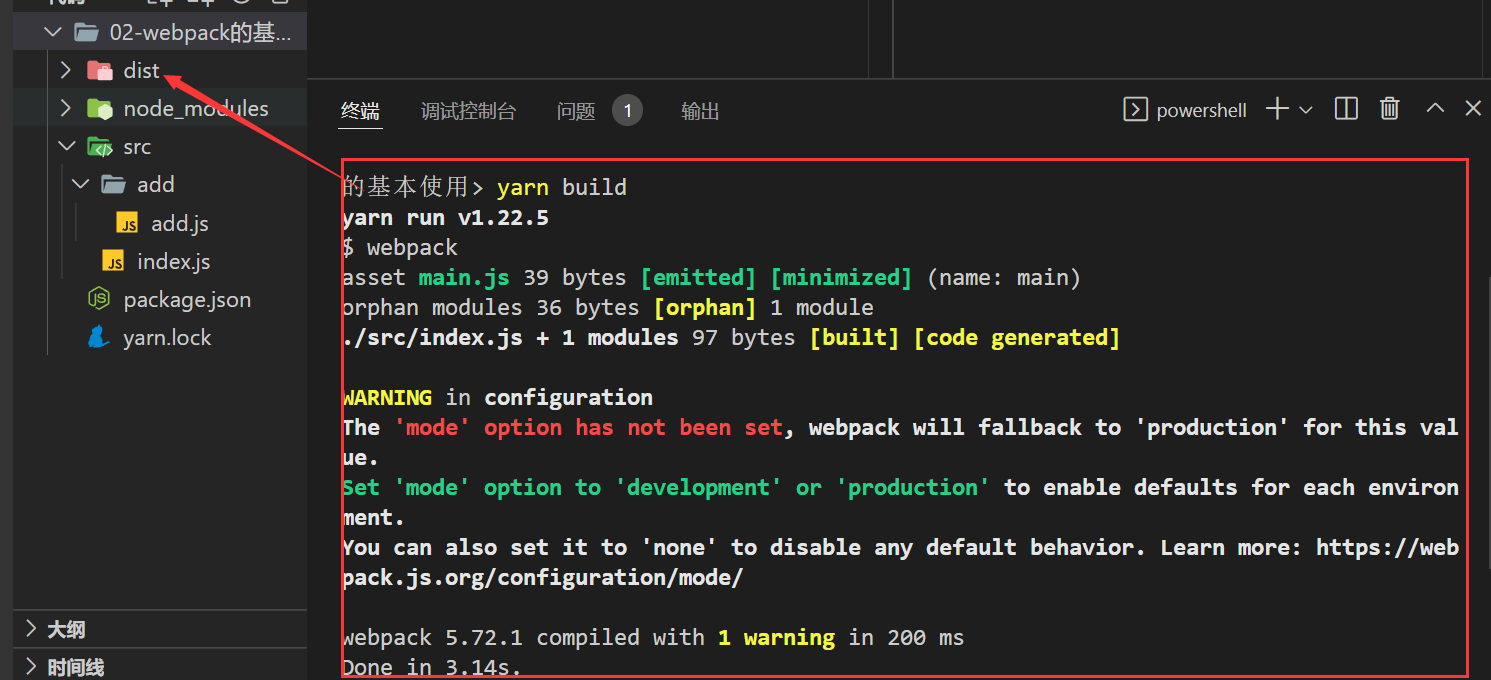 02-webpack的基...
dist
node_modules
src
add
add.js
index.js
package.json
yarn.lock
大纲
时间线
终端 调试控制台 问题 1 输出 powershell
的基本使用> yarn build
yarn run v1.22.5
$ webpack
asset main.js 39 bytes [emitted] [minimized] (name: main)
orphan modules 36 bytes [orphan] 1 module
./src/index.js + 1 modules 97 bytes [built] [code generated]
WARNING in configuration
The 'mode' option has not been set, webpack will fallback to 'production' for this val
ue.
Set 'mode' option to 'development' or 'production' to enable defaults for each environ
ment.
You can also set it to 'none' to disable any default behavior. Learn more: https://web
pack.js.org/configuration/mode/
webpack 5.72.1 compiled with 1 warning in 200 ms
Done in 3.14s.